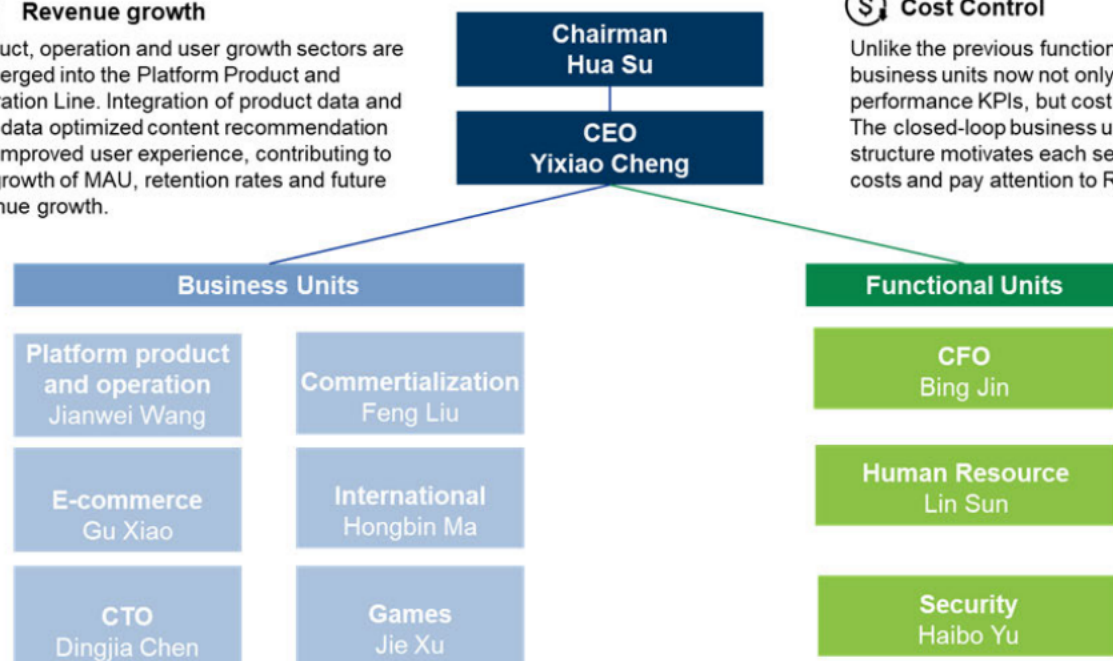 Revenue growth
uct, operation and user growth sectors are
erged into the Platform Product and
ration Line. Integration of product data and
data optimized content recommendation
improved user experience, contributing to
growth of MAU, retention rates and future
nue growth.
Chairman
Hua Su
CEO
Yixiao Cheng
$ Cost Control
Unlike the previous function
business units now not only
performance KPIs, but cost
The closed-loop business u
structure motivates each se
costs and pay attention to R
Business Units
Platform product
and operation
Jianwei Wang
Commertialization
Feng Liu
E-commerce
Gu Xiao
International
Hongbin Ma
CTO
Dingjia Chen
Games
Jie Xu
Functional Units
CFO
Bing Jin
Human Resource
Lin Sun
Security
Haibo Yu